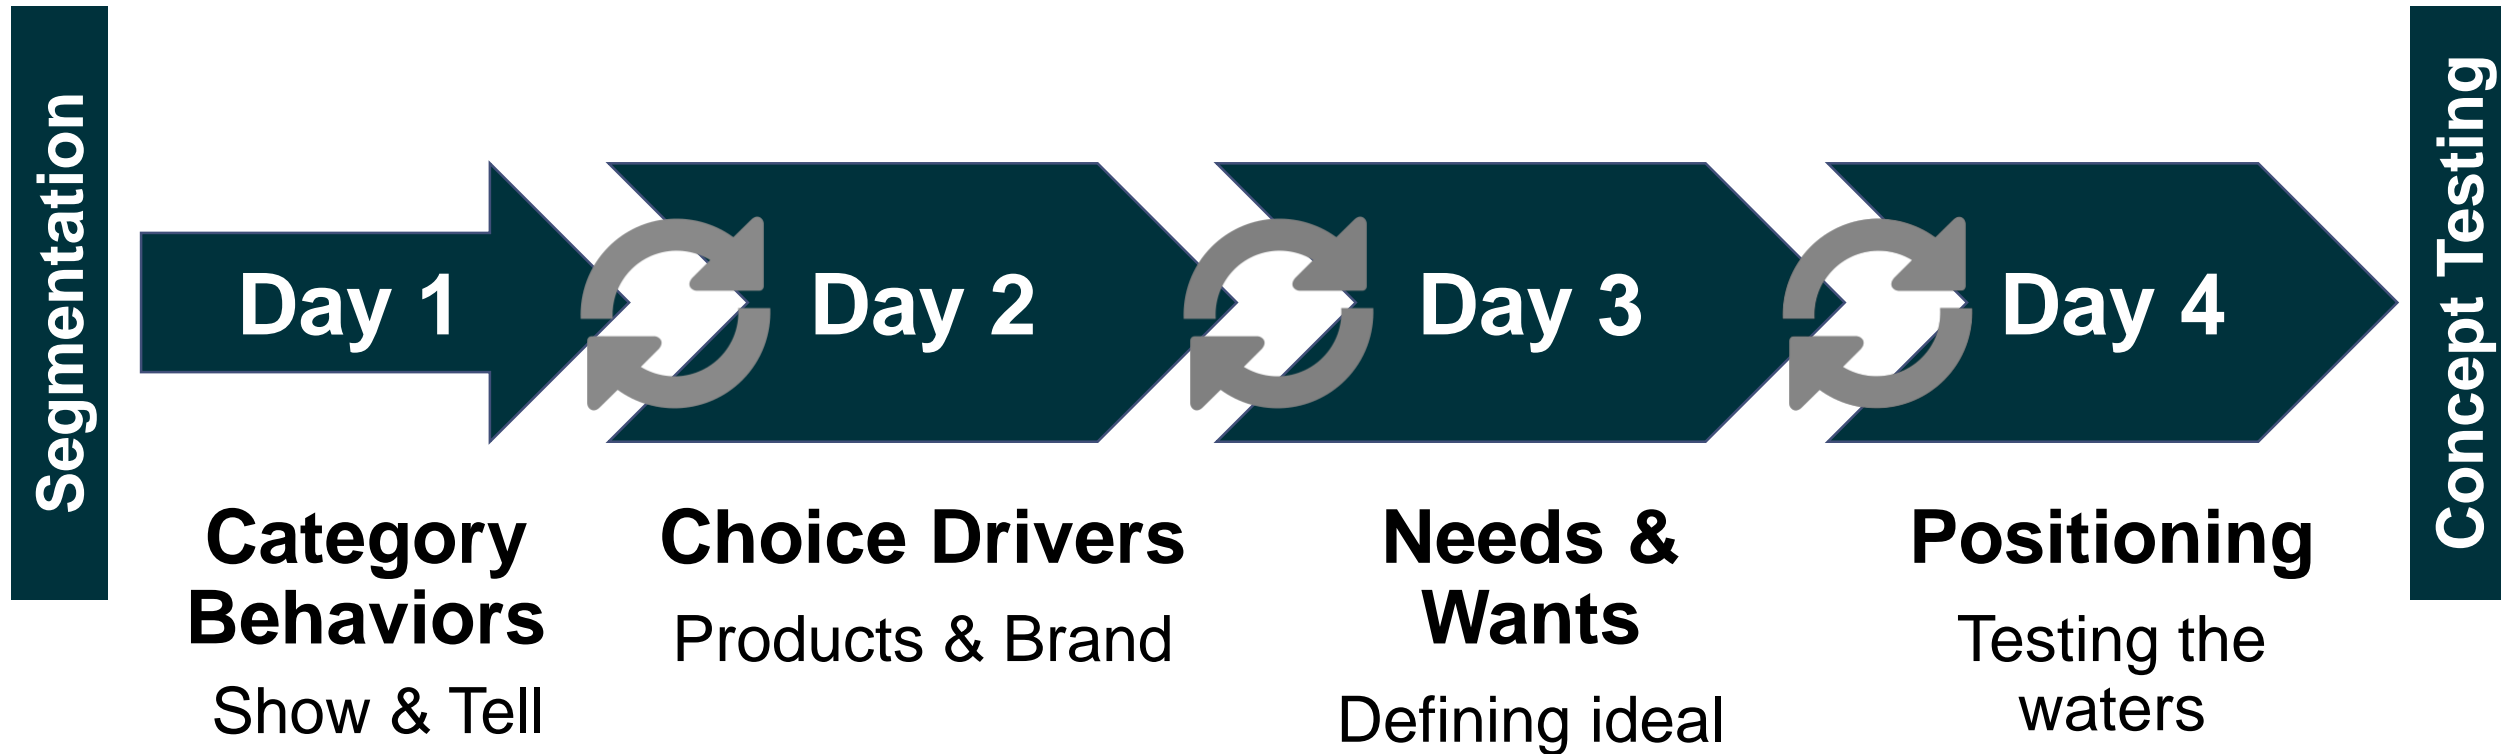 Segmentation
Day 1
Day 2
Day 3
Day 4
Concept Testing
Category
Behaviors
Show & Tell
Choice Drivers
Products & Brand
Needs &
Wants
Defining ideal
Positioning
Testing the
waters